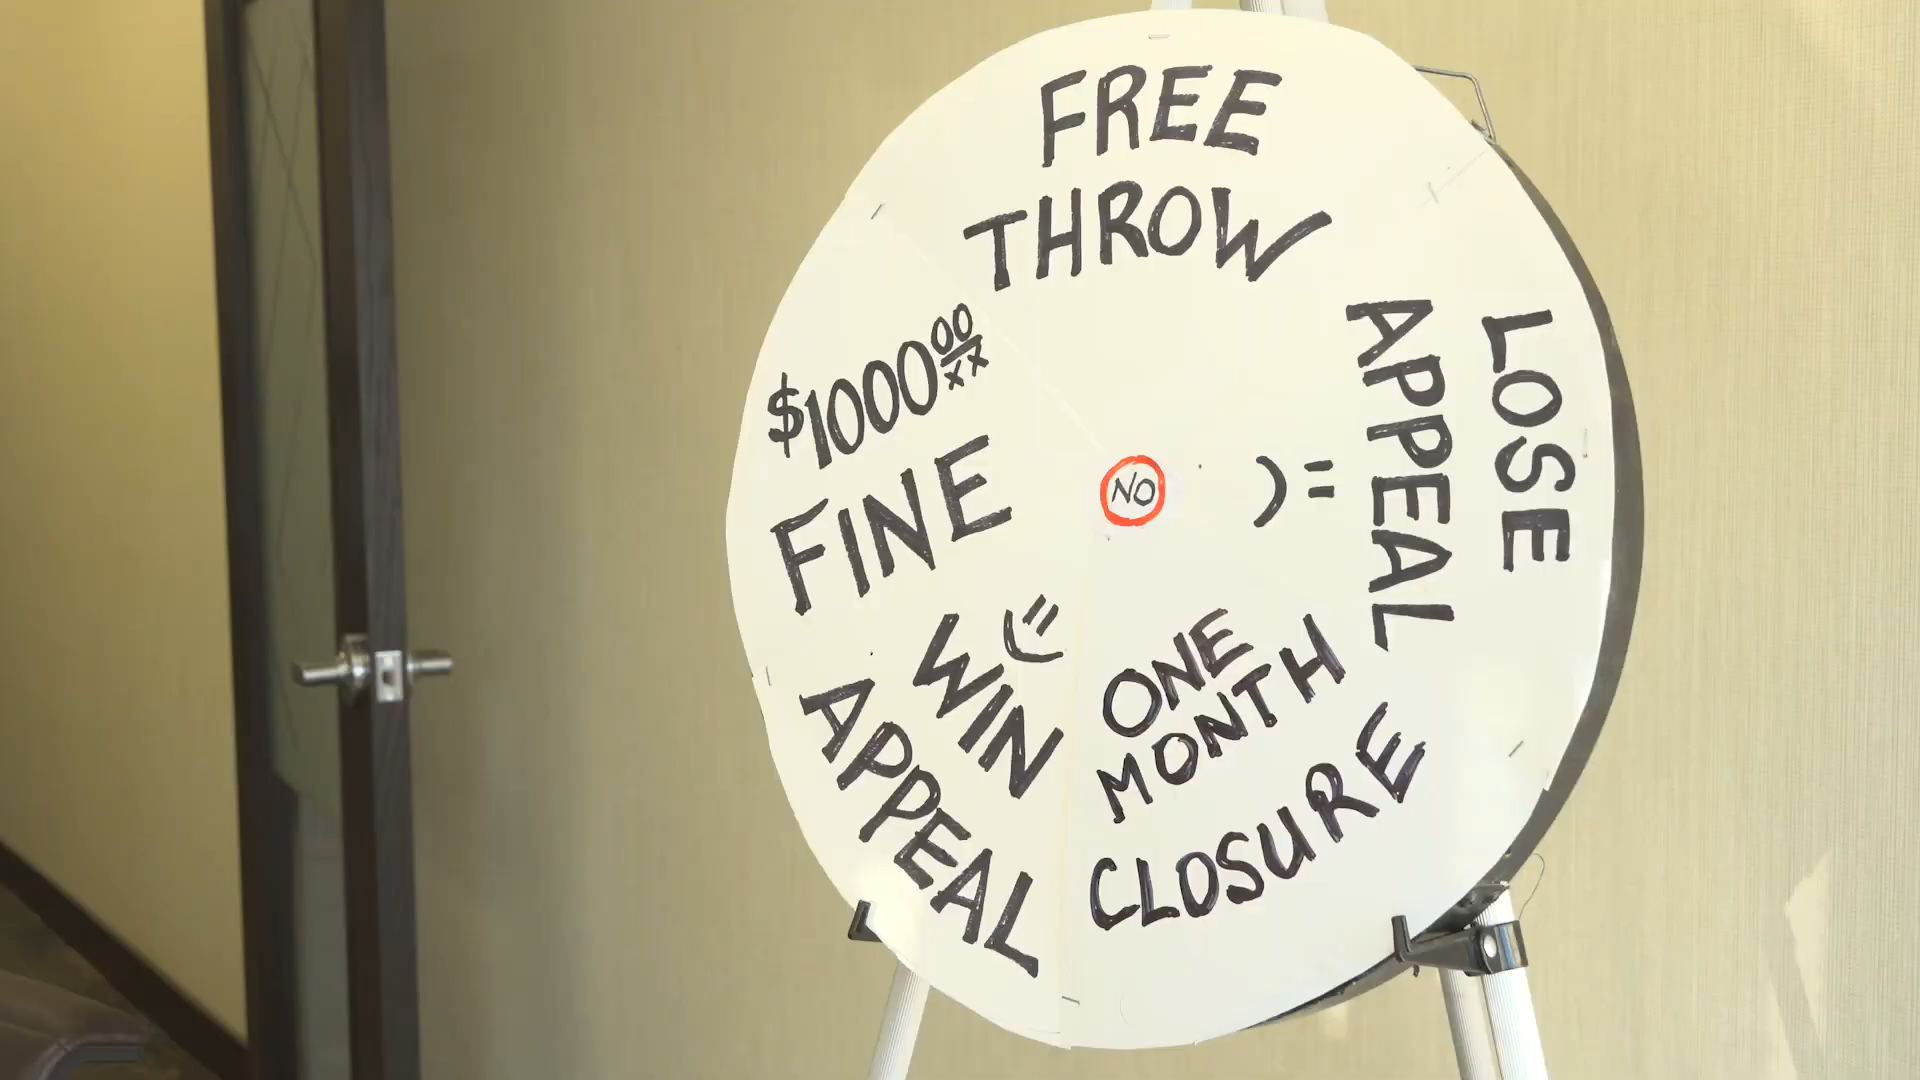 FREE
THROW
LOSE
APPEAL
=(
ONE
MONTH
CLOSURE
=)
WIN
APPEAL
$1000 00/xx
FINE
NO